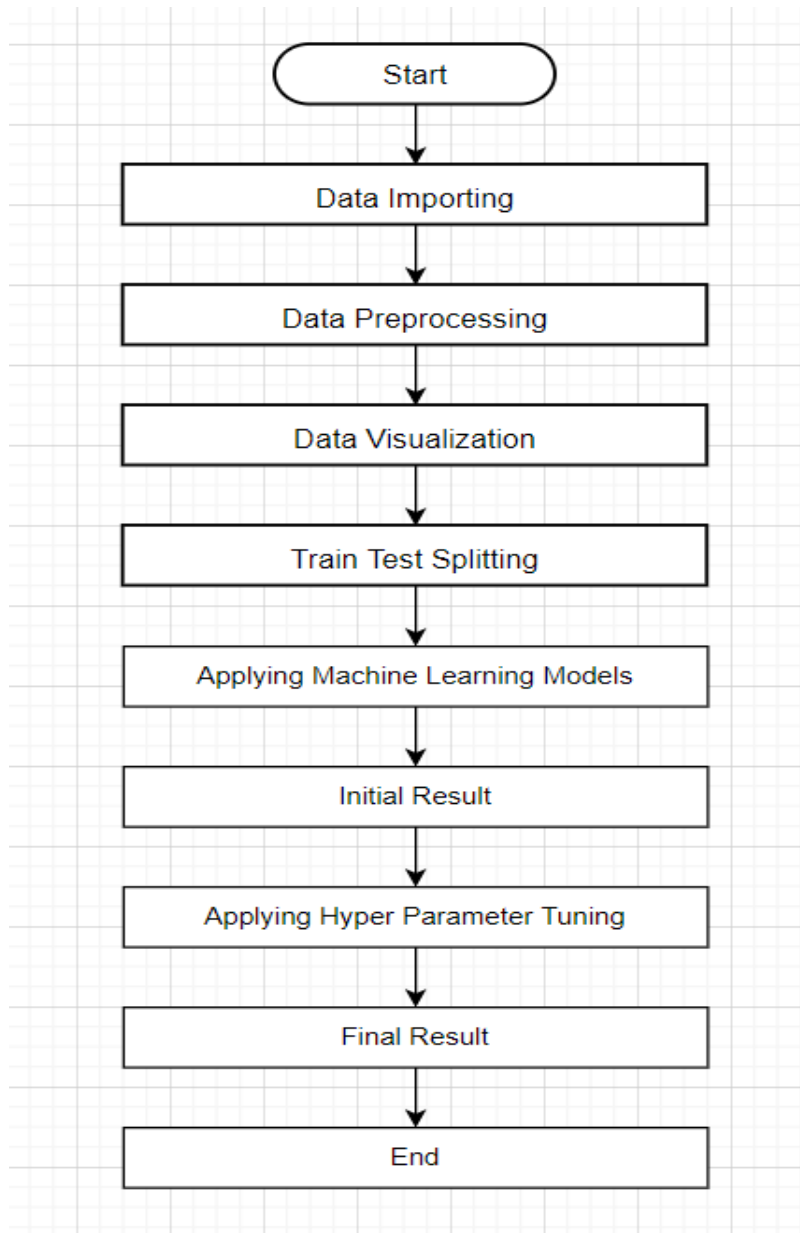 Start
Data Importing
Data Preprocessing
Data Visualization
Train Test Splitting
Applying Machine Learning Models
Initial Result
Applying Hyper Parameter Tuning
Final Result
End